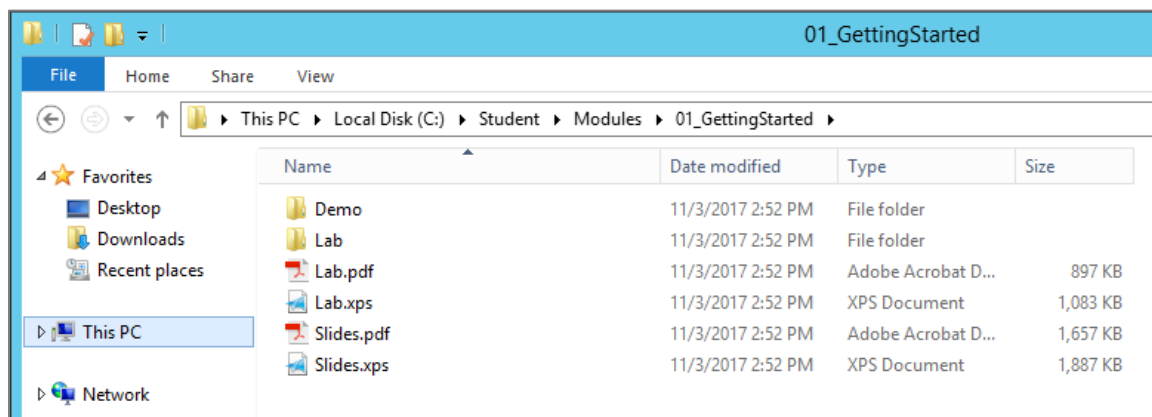 01_GettingStarted
File Home Share View
This PC Local Disk (C:) Student Modules 01_GettingStarted
Favorites
Desktop
Downloads
Recent places
This PC
Network
Name Date modified Type Size
Demo 11/3/2017 2:52 PM File folder
Lab 11/3/2017 2:52 PM File folder
Lab.pdf 11/3/2017 2:52 PM Adobe Acrobat D... 897 KB
Lab.xps 11/3/2017 2:52 PM XPS Document 1,083 KB
Slides.pdf 11/3/2017 2:52 PM Adobe Acrobat D... 1,657 KB
Slides.xps 11/3/2017 2:52 PM XPS Document 1,887 KB